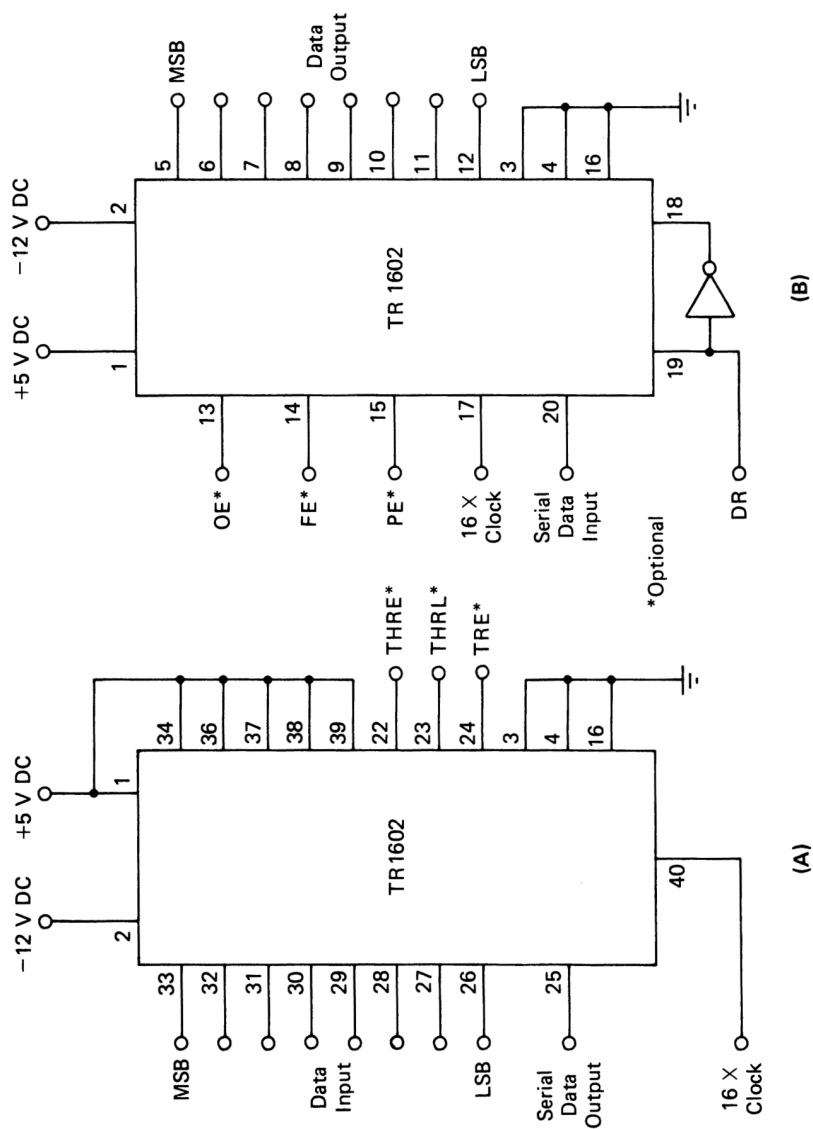 −12 V DC
+5 V DC
2
1
MSB
33
32
31
Data
Input
30
29
28
27
LSB
26
Serial
Data
Output
25
TR1602
34
36
37
38
39
22
THRE*
23
THRL*
24
TRE*
3
4
16
40
16 X
Clock
(A)
*Optional
+5 V DC
−12 V DC
1
2
OE*
13
FE*
14
PE*
15
16 X
Clock
17
Serial
Data
Input
20
TR 1602
5
MSB
6
7
8
Data
Output
9
10
11
12
LSB
3
4
16
19
18
DR
(B)